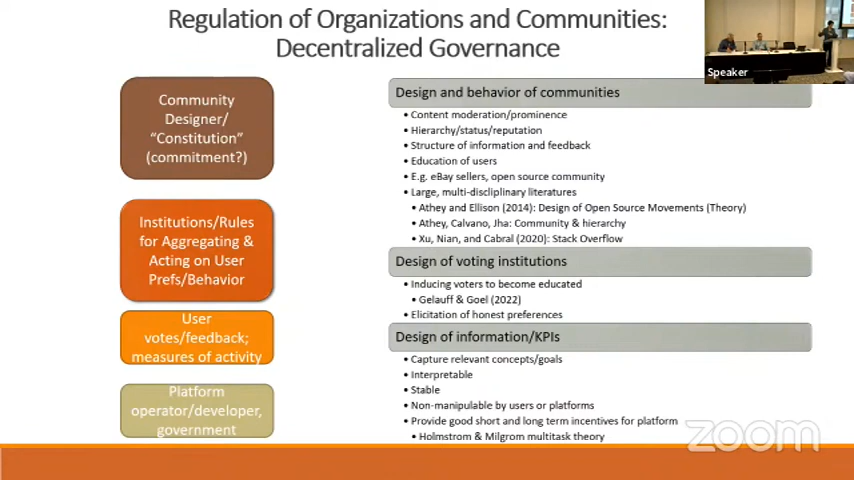 Regulation of Organizations and Communities:
Decentralized Governance
Speaker
Community
Designer/
"Constitution"
(commitment?)
Institutions/Rules
for Aggregating &
Acting on User
Prefs/Behavior
User
votes/feedback;
measures of activity
Platform
operator/developer,
government
Design and behavior of communities
• Content moderation/prominence
• Hierarchy/status/reputation
• Structure of information and feedback
• Education of users
• E.g. eBay sellers, open source community
• Large, multi-disclipinary literatures
• Athey and Ellison (2014): Design of Open Source Movements (Theory)
• Athey, Calvano, Jha: Community & hierarchy
• Xu, Nian, and Cabral (2020): Stack Overflow
Design of voting institutions
• Inducing voters to become educated
• Gelauff & Goel (2022)
• Elicitation of honest preferences
Design of information/KPIs
• Capture relevant concepts/goals
• Interpretable
• Stable
• Non-manipulable by users or platforms
• Provide good short and long term incentives for platform
• Holmstrom & Milgrom multitask theory
zoom